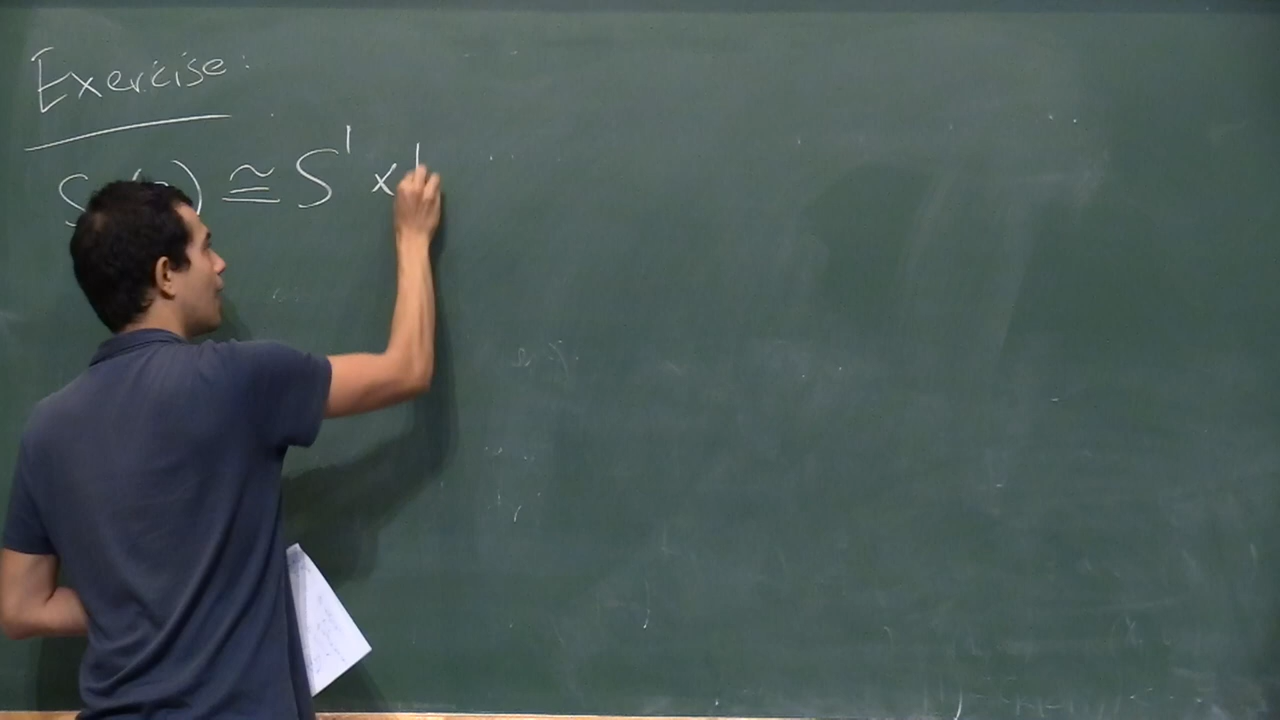 Exercise:
S ) ≅ S¹ ×